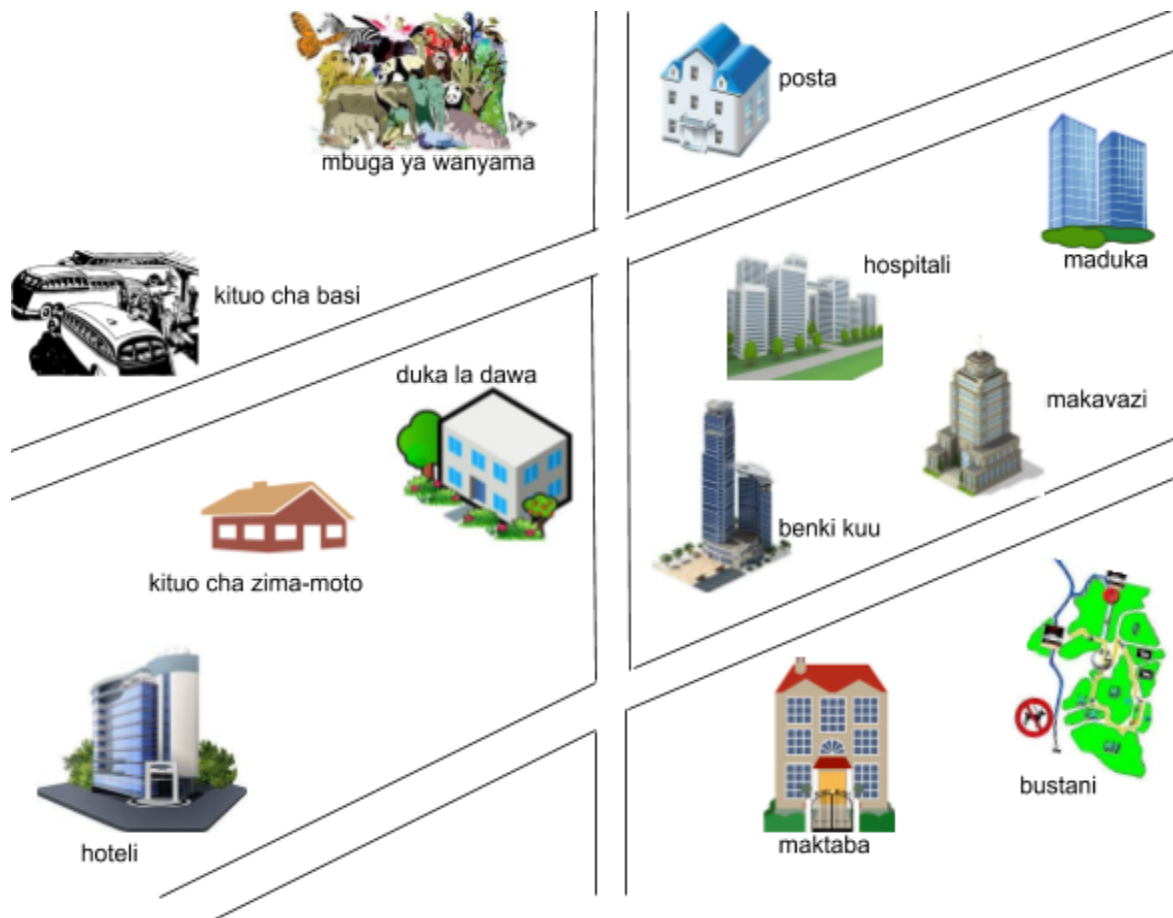 posta
mbuga ya wanyama
maduka
hospitali
kituo cha basi
duka la dawa
makavazi
benki kuu
kituo cha zima-moto
bustani
maktaba
hoteli